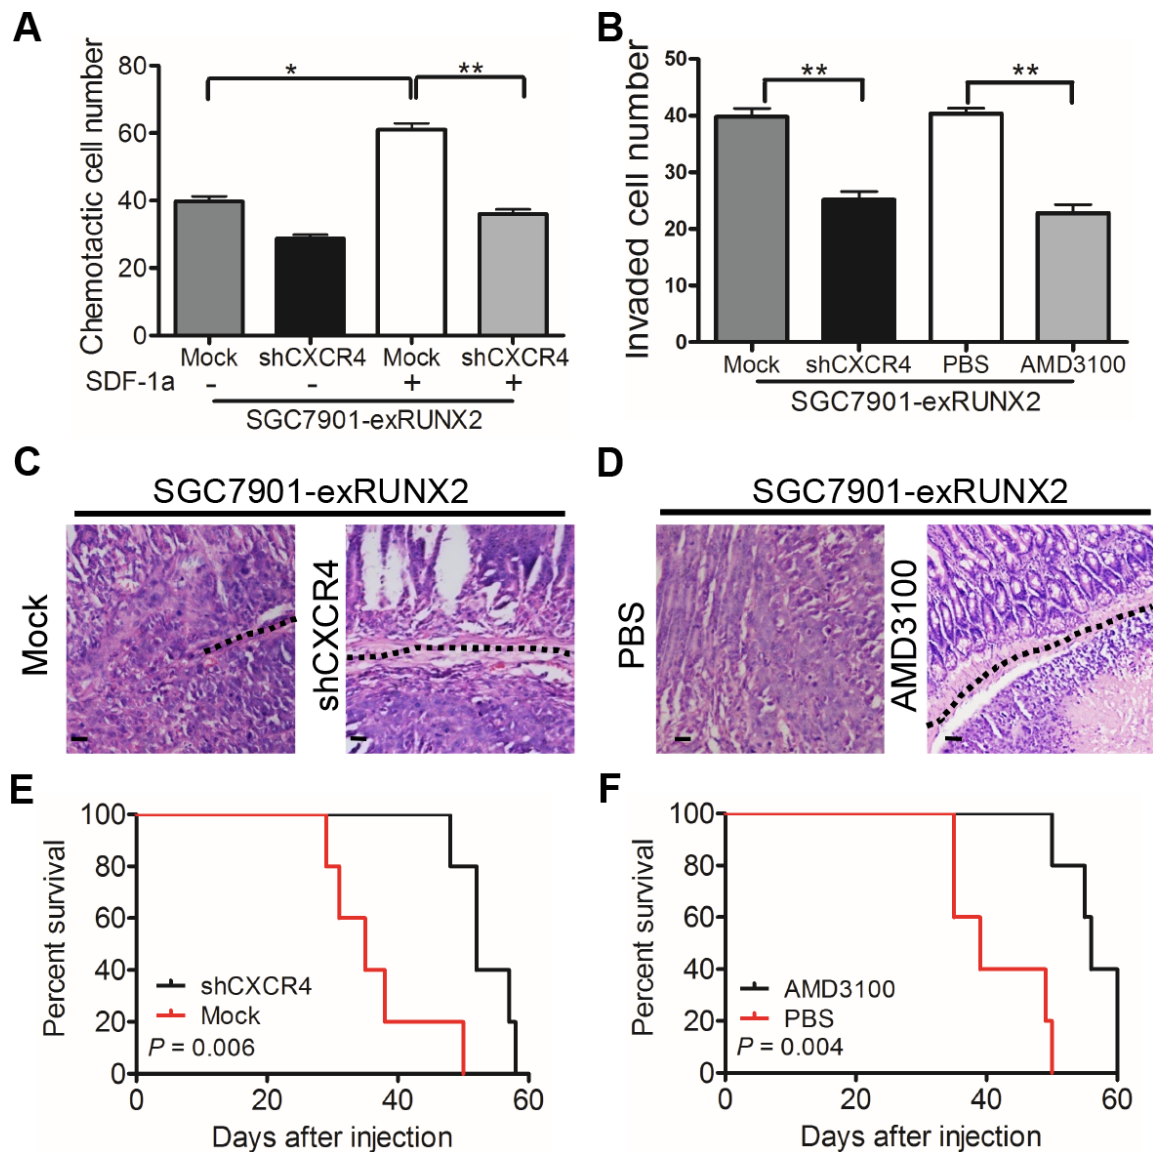 A
Chemotactic cell number
80
60
40
20
0
* **
Mock shCXCR4 Mock shCXCR4
SDF-1a - - + +
SGC7901-exRUNX2
B
Invaded cell number
50
40
30
20
10
0
** **
Mock shCXCR4 PBS AMD3100
SGC7901-exRUNX2
C
SGC7901-exRUNX2
Mock
shCXCR4
D
SGC7901-exRUNX2
PBS
AMD3100
E
Percent survival
100
80
60
40
20
0
shCXCR4
Mock
P = 0.006
0 20 40 60
Days after injection
F
Percent survival
100
80
60
40
20
0
AMD3100
PBS
P = 0.004
0 20 40 60
Days after injection